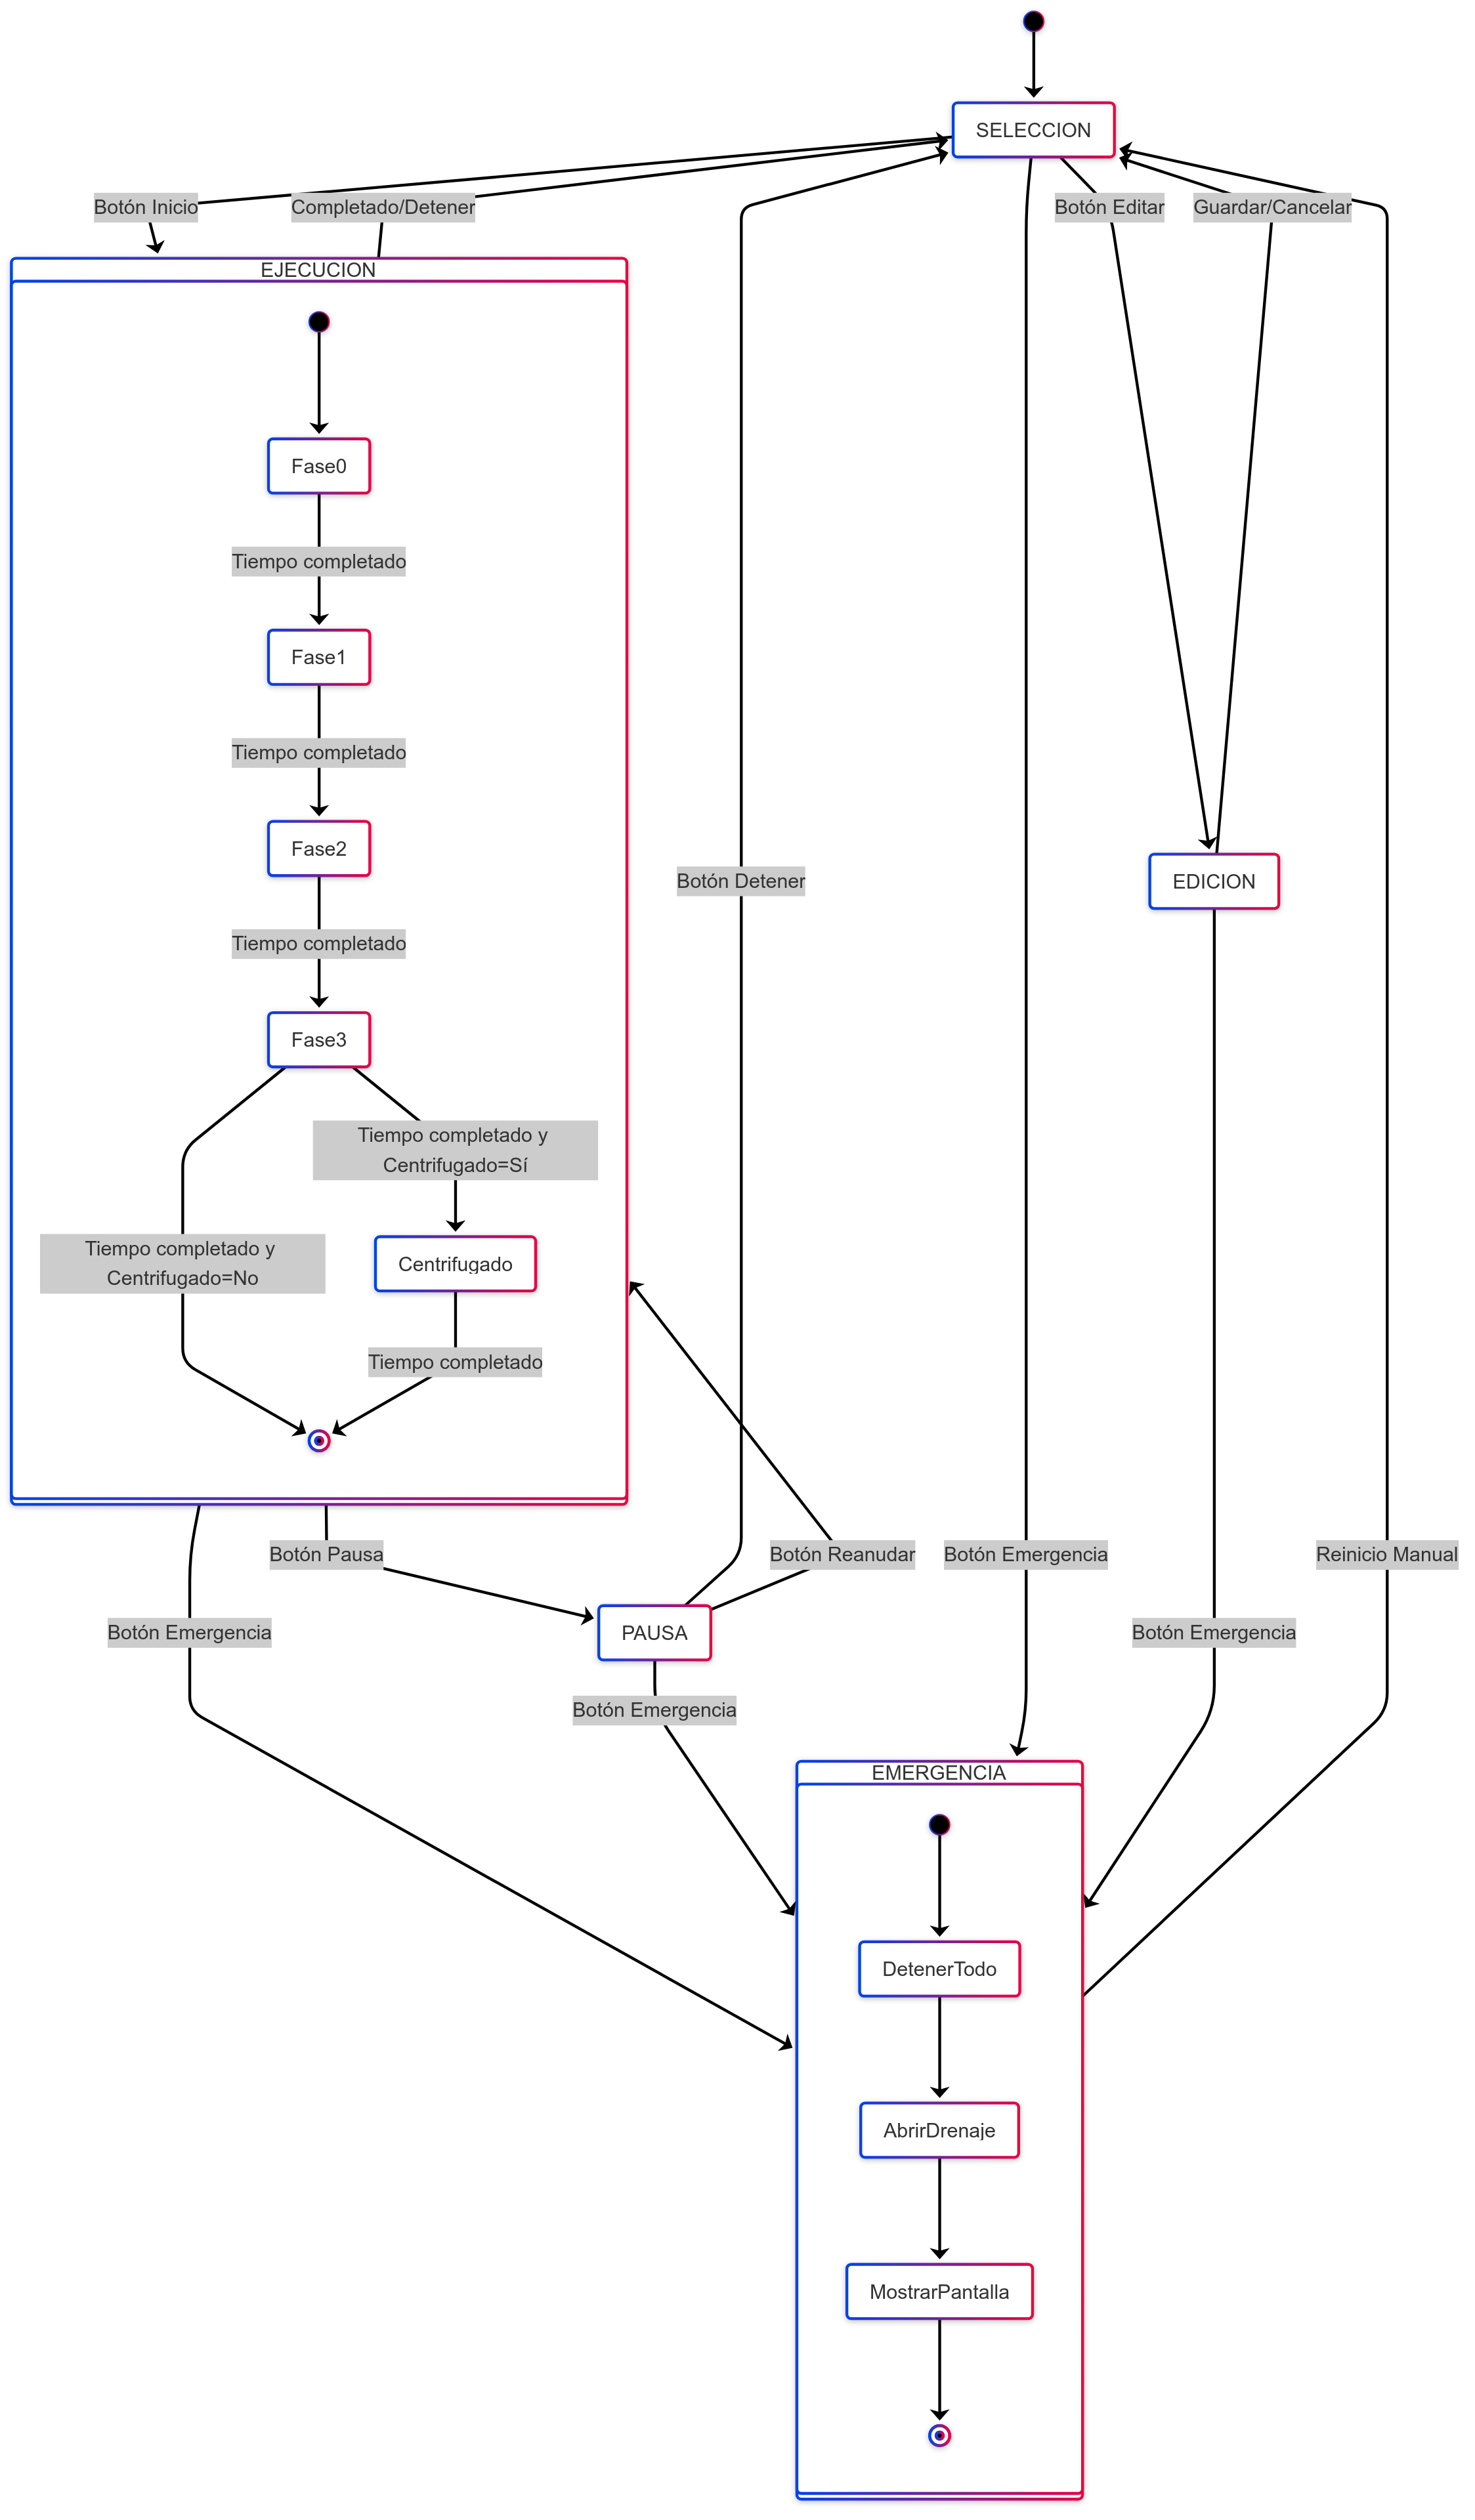 SELECCION
Botón Inicio
Completado/Detener
Botón Editar
Guardar/Cancelar
EJECUCION
Fase0
Tiempo completado
Fase1
Tiempo completado
Fase2
Botón Detener
EDICION
Tiempo completado
Fase3
Tiempo completado y
Centrifugado=Sí
Tiempo completado y
Centrifugado=No
Centrifugado
Tiempo completado
Botón Pausa
Botón Reanudar
Botón Emergencia
Reinicio Manual
Botón Emergencia
PAUSA
Botón Emergencia
Botón Emergencia
EMERGENCIA
DetenerTodo
AbrirDrenaje
MostrarPantalla